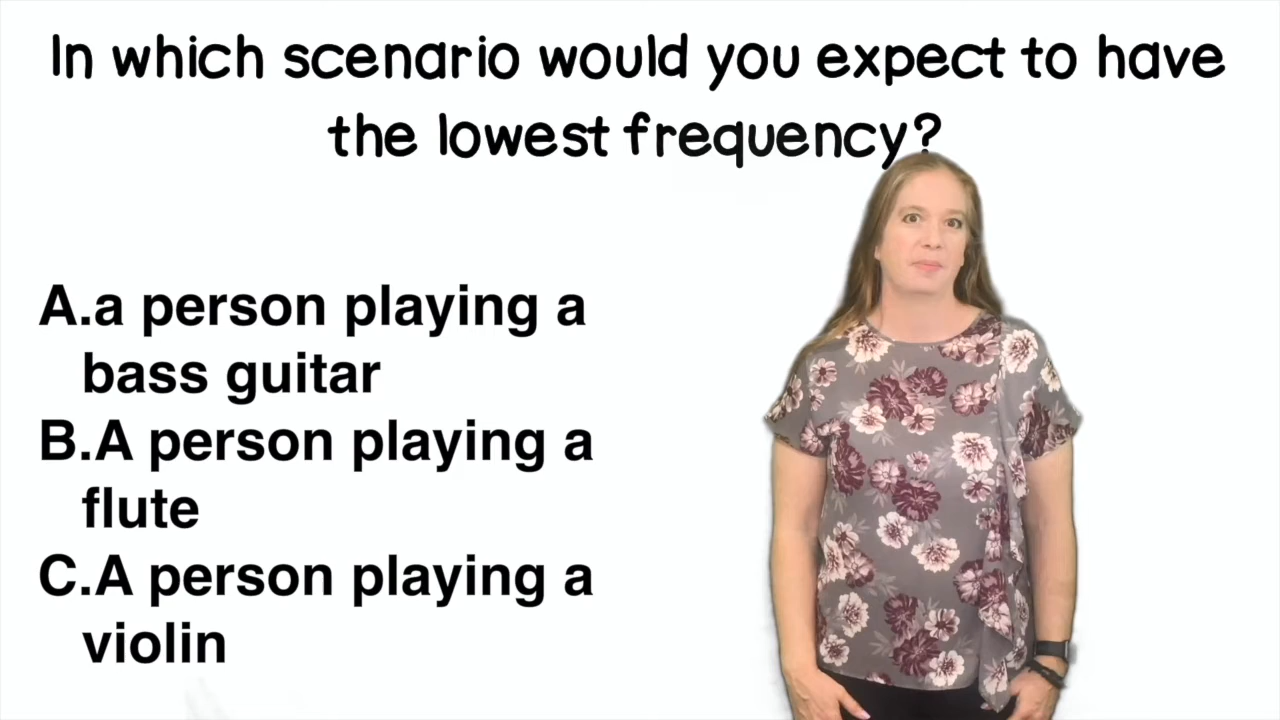 In which scenario would you expect to have
the lowest frequency?
A.a person playing a
bass guitar
B.A person playing a
flute
C.A person playing a
violin